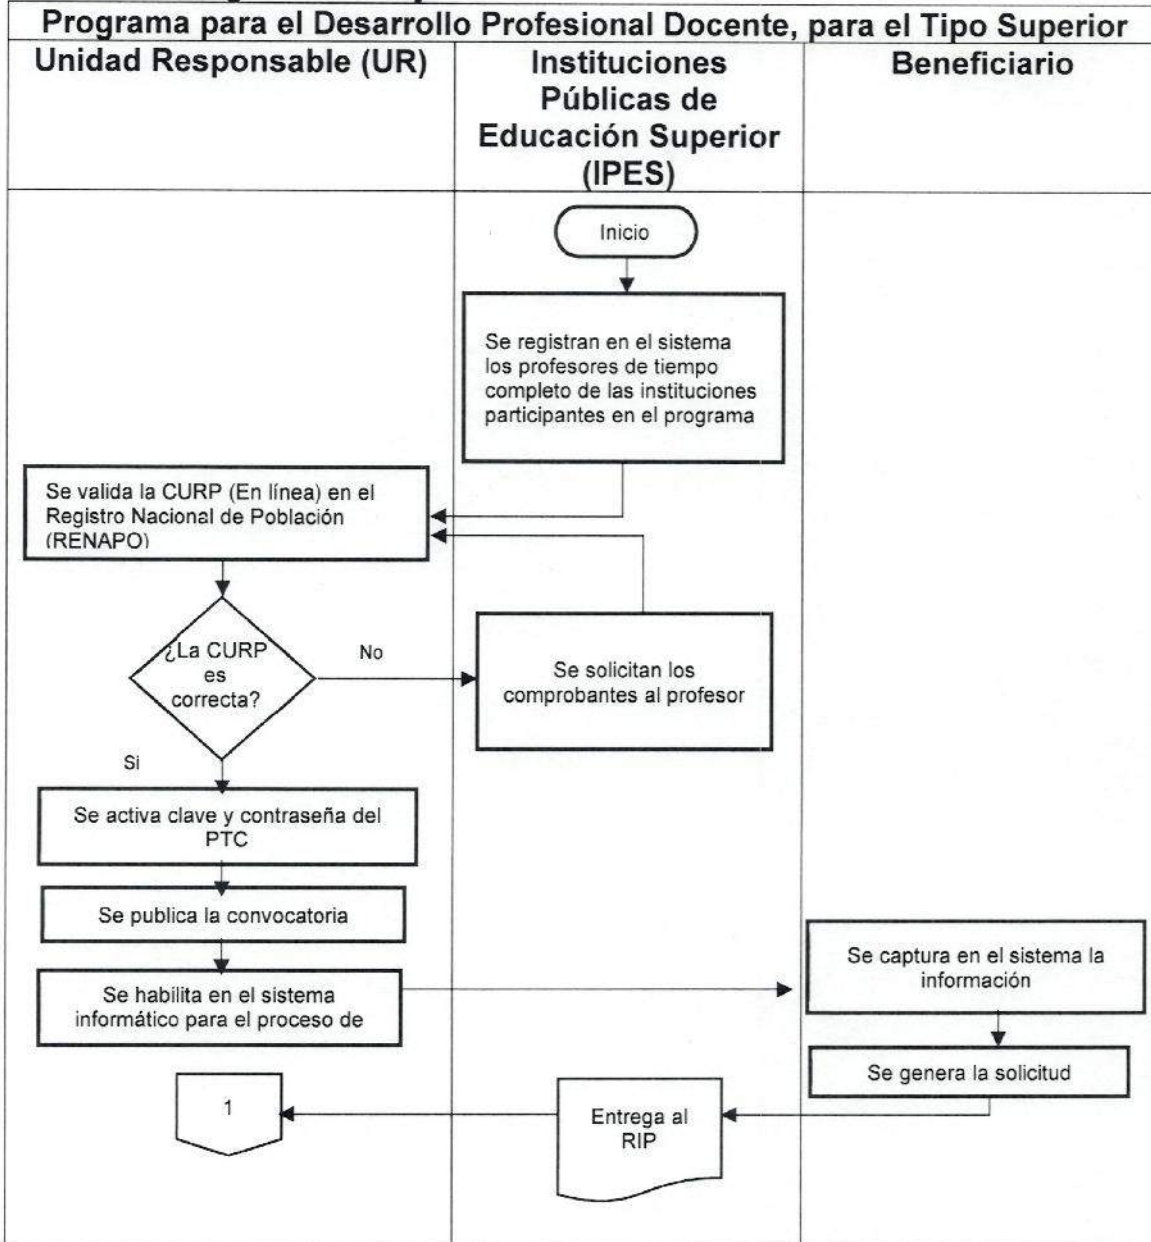 Programa para el Desarrollo Profesional Docente, para el Tipo Superior
Unidad Responsable (UR)
Instituciones
Públicas de
Educación Superior
(IPES)
Beneficiario
Inicio
Se registran en el sistema
los profesores de tiempo
completo de las instituciones
participantes en el programa
Se valida la CURP (En línea) en el
Registro Nacional de Población
(RENAPO)
¿La CURP
es
correcta?
No
Se solicitan los
comprobantes al profesor
Si
Se activa clave y contraseña del
PTC
Se publica la convocatoria
Se habilita en el sistema
informático para el proceso de
Se captura en el sistema la
información
Se genera la solicitud
Entrega al
RIP
1